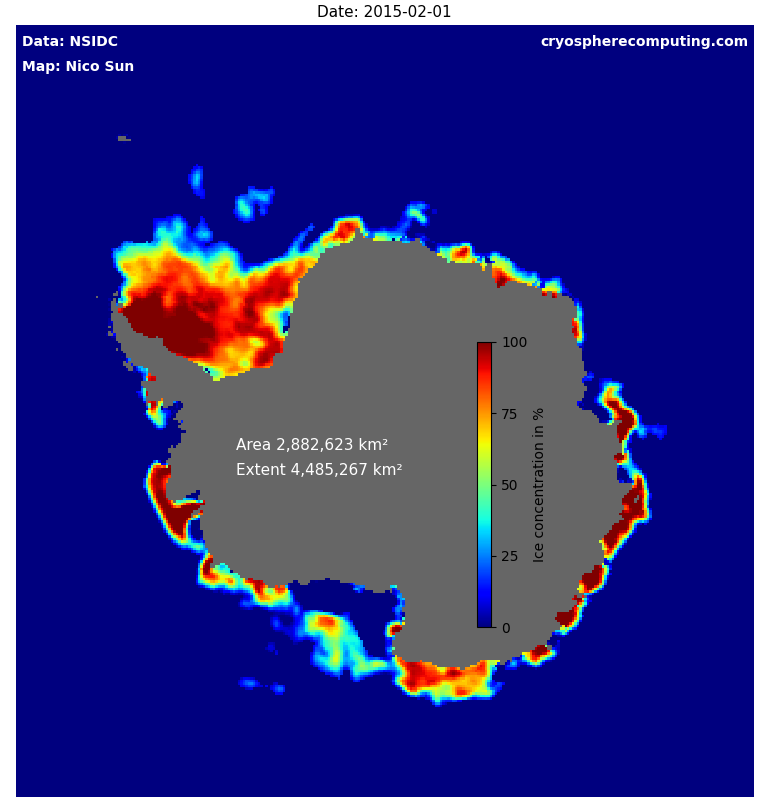 Date: 2015-02-01
Data: NSIDC
cryospherecomputing.com
Map: Nico Sun
100
75
50
25
0
Ice concentration in %
Area 2,882,623 km²
Extent 4,485,267 km²